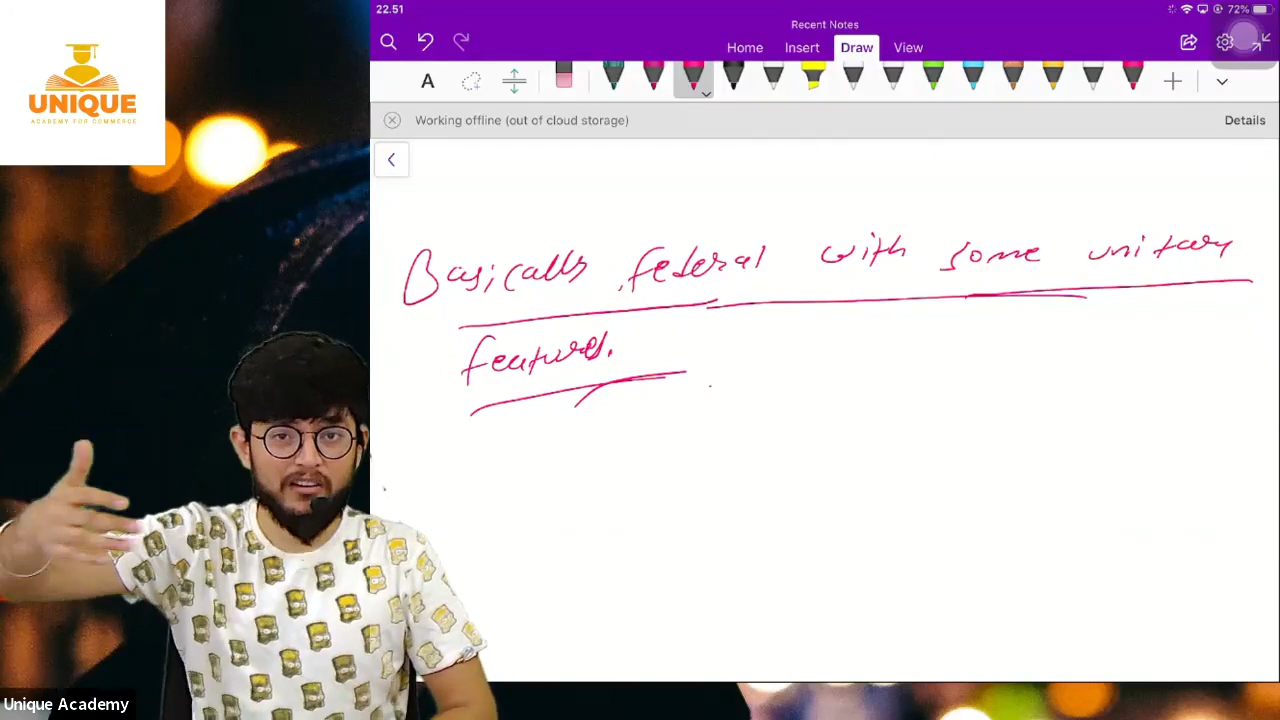 22.51
72%
Recent Notes
Home Insert Draw View
A
Working offline (out of cloud storage)
Details
UNIQUE
ACADEMY FOR COMMERCE
Basically federal with some unitary
features.
Unique Academy